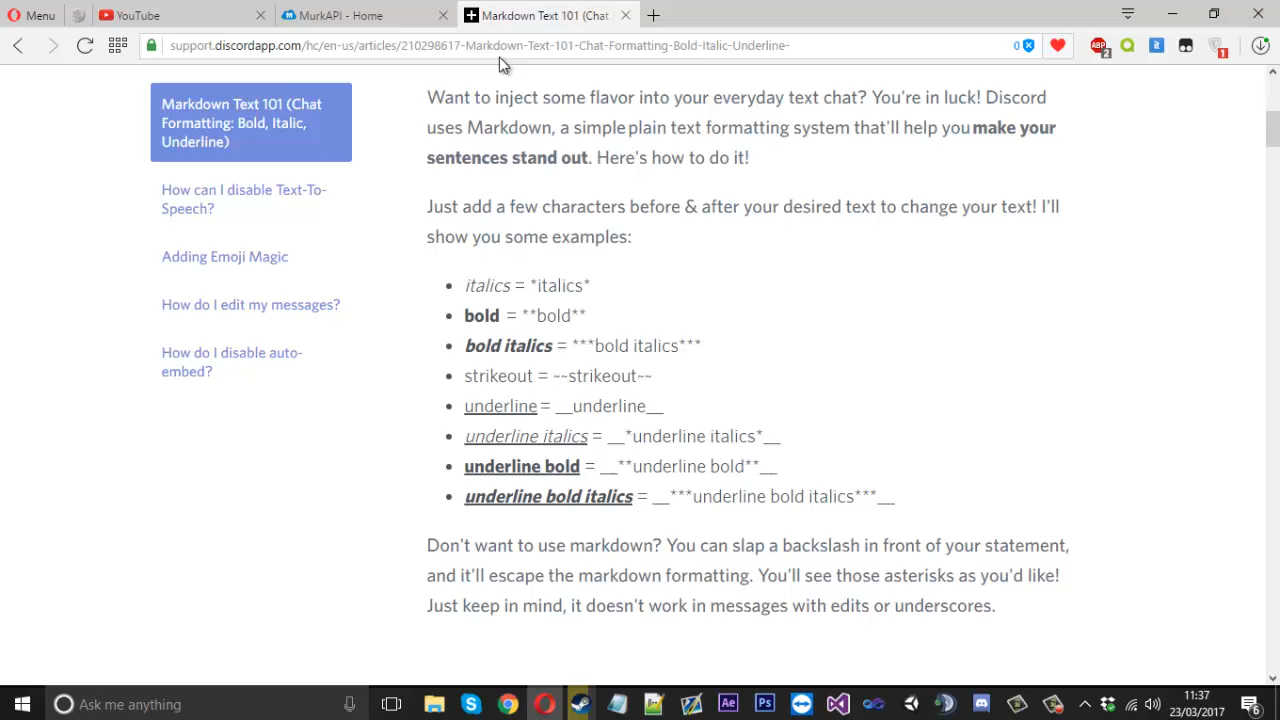 Menu
YouTube
MurkAPI - Home
Markdown Text 101 (Chat
support.discordapp.com/hc/en-us/articles/210298617-Markdown-Text-101-Chat-Formatting-Bold-Italic-Underline-
0
ABP
2
1
Markdown Text 101 (Chat
Formatting: Bold, Italic,
Underline)
How can I disable Text-To-
Speech?
Adding Emoji Magic
How do I edit my messages?
How do I disable auto-
embed?
Want to inject some flavor into your everyday text chat? You're in luck! Discord
uses Markdown, a simple plain text formatting system that'll help you make your
sentences stand out. Here's how to do it!
Just add a few characters before & after your desired text to change your text! I'll
show you some examples:
italics = *italics*
bold = **bold**
bold italics = ***bold italics***
strikeout = ~~strikeout~~
underline = __underline__
underline italics = __*underline italics*__
underline bold = __**underline bold**__
underline bold italics = __***underline bold italics***__
Don't want to use markdown? You can slap a backslash in front of your statement,
and it'll escape the markdown formatting. You'll see those asterisks as you'd like!
Just keep in mind, it doesn't work in messages with edits or underscores.
Ask me anything
Ae
Ps
11:37
23/03/2017
6